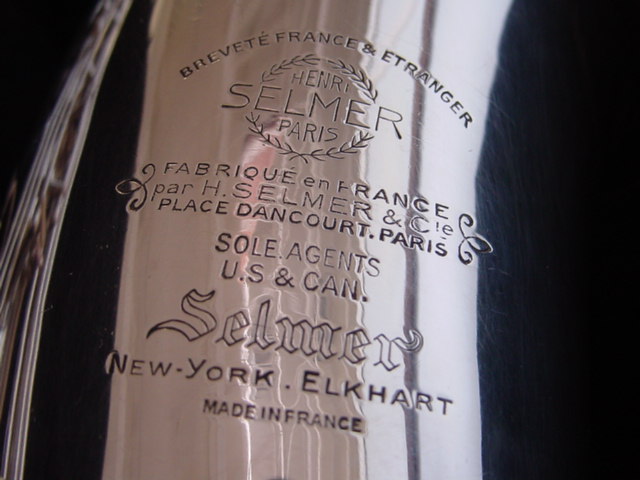 BREVETÉ FRANCE & ETRANGER
HENRI
SELMER
PARIS
FABRIQUÉ en FRANCE
par H. SELMER & Cie
PLACE DANCOURT. PARIS
SOLE.AGENTS
U.S & CAN.
Selmer
NEW-YORK . ELKHART
MADE IN FRANCE